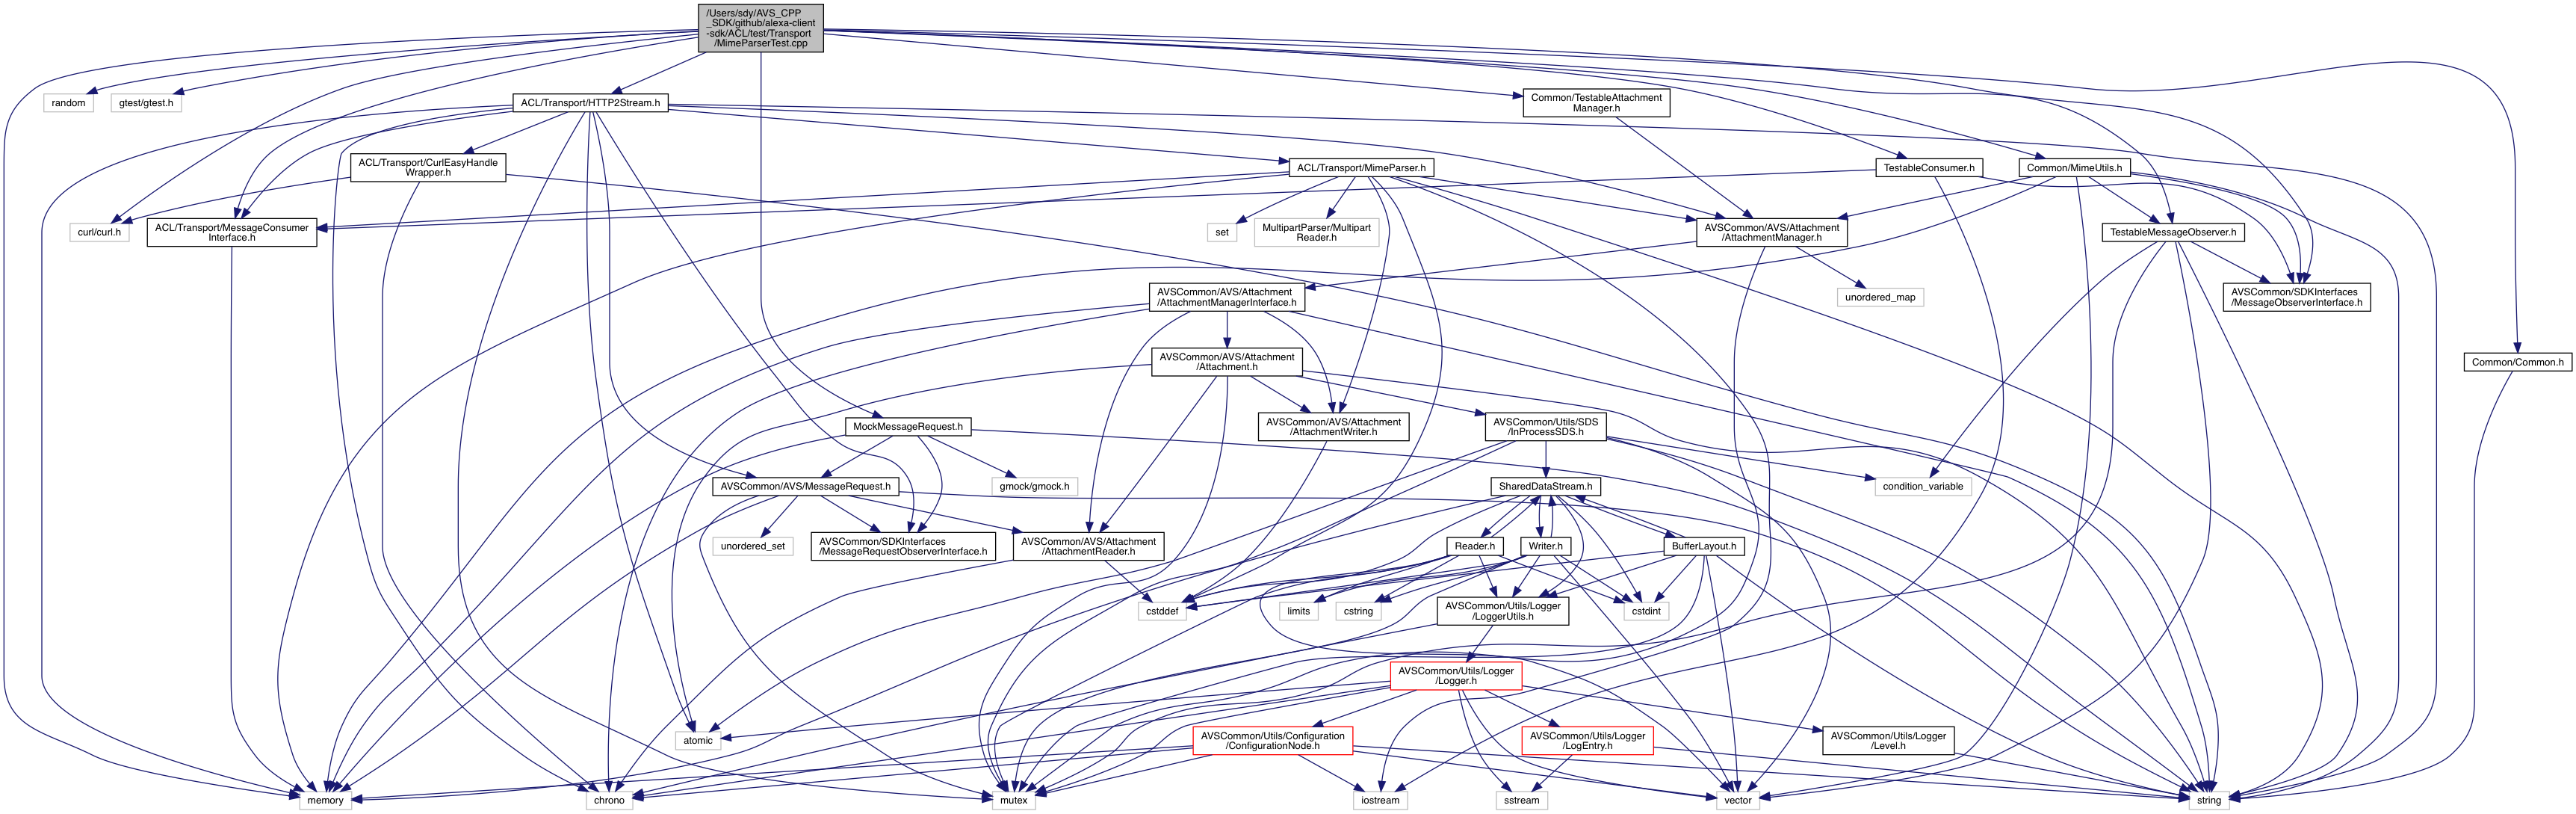 /Users/sdy/AVS_CPP
_SDK/github/alexa-client
-sdk/ACL/test/Transport
/MimeParserTest.cpp
random
gtest/gtest.h
ACL/Transport/HTTP2Stream.h
Common/TestableAttachment
Manager.h
ACL/Transport/CurlEasyHandle
Wrapper.h
ACL/Transport/MimeParser.h
TestableConsumer.h
Common/MimeUtils.h
curl/curl.h
ACL/Transport/MessageConsumer
Interface.h
set
MultipartParser/Multipart
Reader.h
AVSCommon/AVS/Attachment
/AttachmentManager.h
TestableMessageObserver.h
AVSCommon/AVS/Attachment
/AttachmentManagerInterface.h
unordered_map
AVSCommon/SDKInterfaces
/MessageObserverInterface.h
AVSCommon/AVS/Attachment
/Attachment.h
Common/Common.h
MockMessageRequest.h
AVSCommon/AVS/Attachment
/AttachmentWriter.h
AVSCommon/Utils/SDS
/InProcessSDS.h
AVSCommon/AVS/MessageRequest.h
gmock/gmock.h
SharedDataStream.h
condition_variable
unordered_set
AVSCommon/SDKInterfaces
/MessageRequestObserverInterface.h
AVSCommon/AVS/Attachment
/AttachmentReader.h
Reader.h
Writer.h
BufferLayout.h
cstddef
limits
cstring
AVSCommon/Utils/Logger
/LoggerUtils.h
cstdint
AVSCommon/Utils/Logger
/Logger.h
atomic
AVSCommon/Utils/Configuration
/ConfigurationNode.h
AVSCommon/Utils/Logger
/LogEntry.h
AVSCommon/Utils/Logger
/Level.h
memory
chrono
mutex
iostream
sstream
vector
string